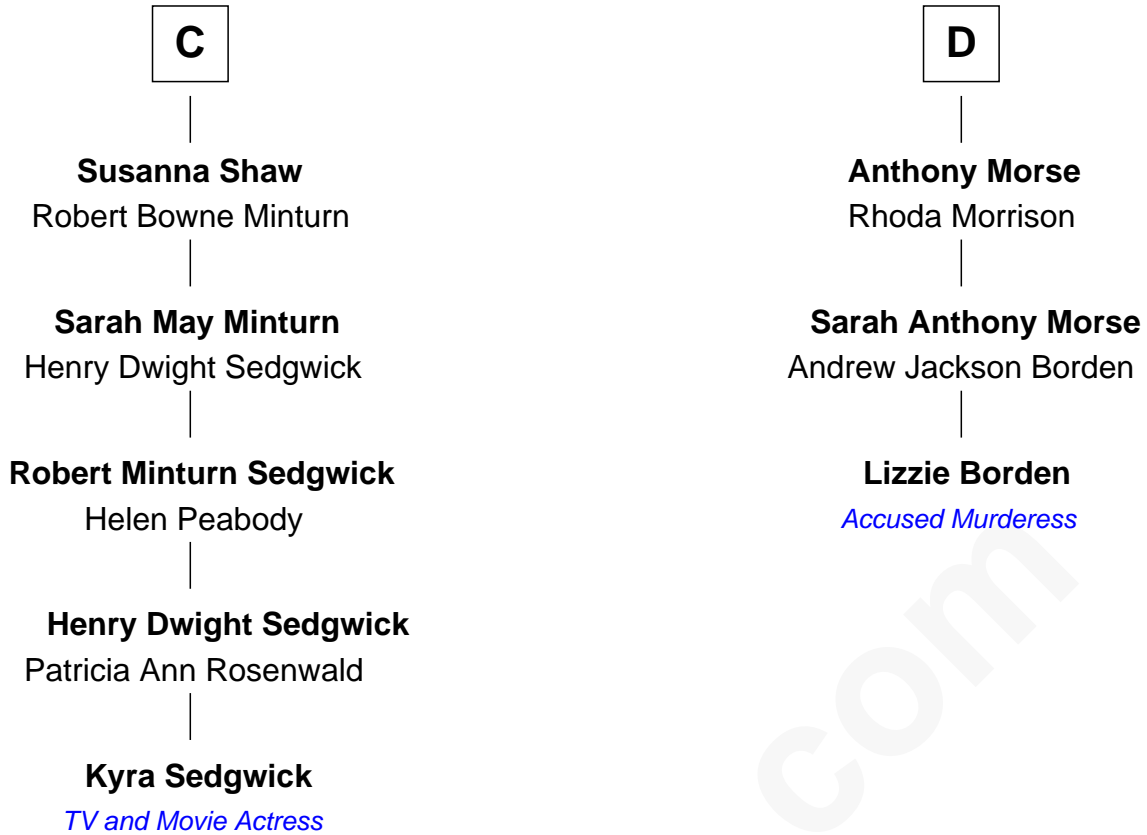 C
Susanna Shaw
Robert Bowne Minturn
Sarah May Minturn
Henry Dwight Sedgwick
Robert Minturn Sedgwick
Helen Peabody
Henry Dwight Sedgwick
Patricia Ann Rosenwald
Kyra Sedgwick
TV and Movie Actress
D
Anthony Morse
Rhoda Morrison
Sarah Anthony Morse
Andrew Jackson Borden
Lizzie Borden
Accused Murderess
com